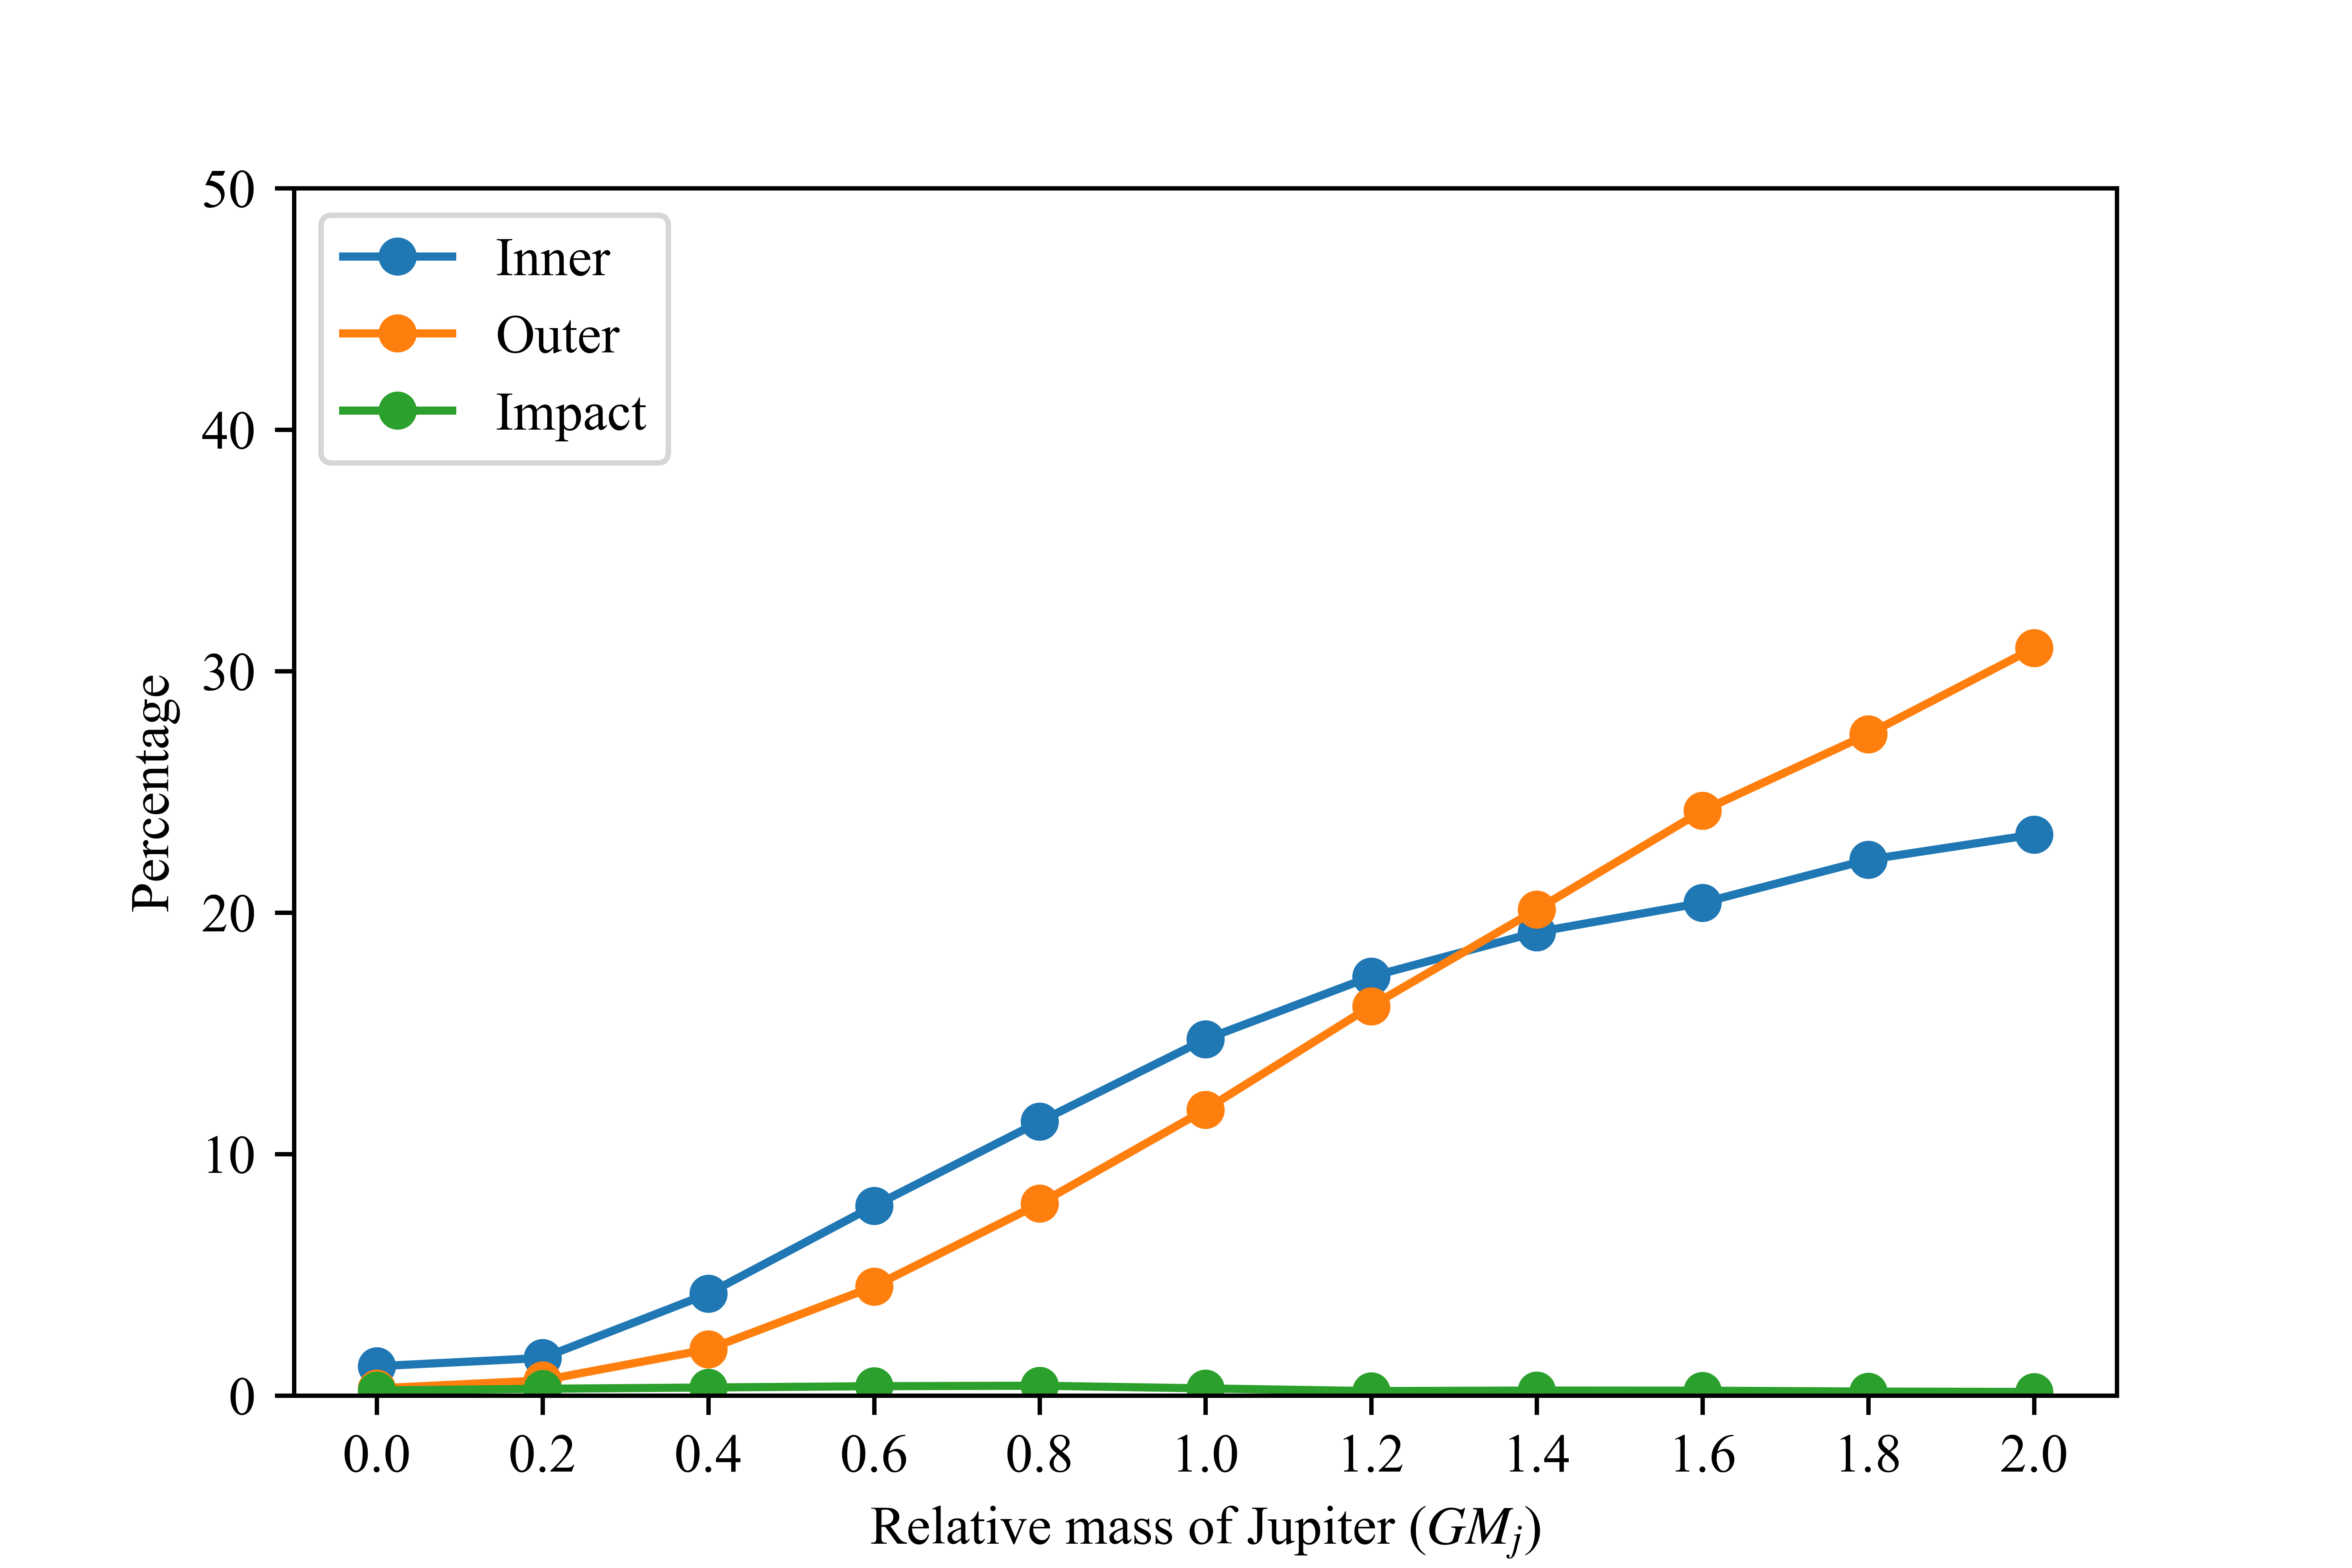 50
40
30
20
10
0
Percentage
Inner
Outer
Impact
0.0 0.2 0.4 0.6 0.8 1.0 1.2 1.4 1.6 1.8 2.0
Relative mass of Jupiter (GM_j)